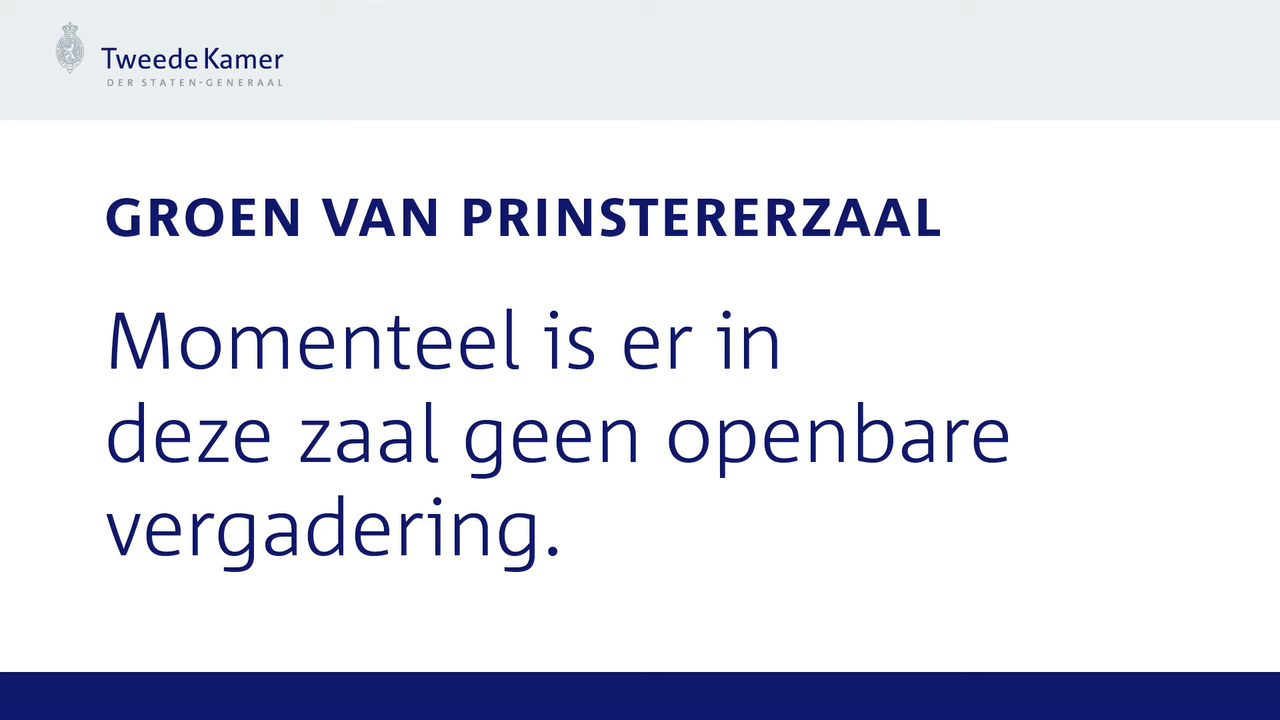 Tweede Kamer
DER STATEN-GENERAAL
GROEN VAN PRINSTERERZAAL
Momenteel is er in
deze zaal geen openbare
vergadering.